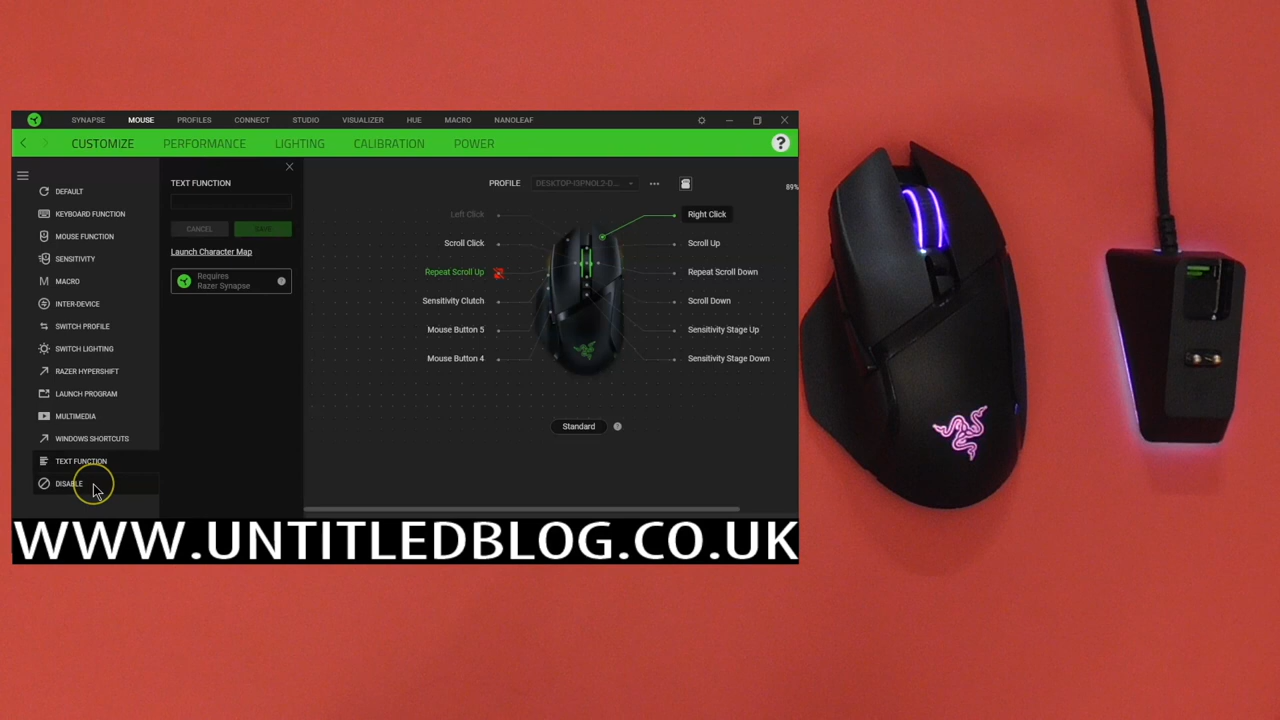 SYNAPSE MOUSE PROFILES CONNECT STUDIO VISUALIZER HUE MACRO NANOLEAF
CUSTOMIZE PERFORMANCE LIGHTING CALIBRATION POWER ?
DEFAULT
KEYBOARD FUNCTION
MOUSE FUNCTION
SENSITIVITY
MACRO
INTER-DEVICE
SWITCH PROFILE
SWITCH LIGHTING
RAZER HYPERSHIFT
LAUNCH PROGRAM
MULTIMEDIA
WINDOWS SHORTCUTS
TEXT FUNCTION
DISABLE
TEXT FUNCTION
CANCEL SAVE
Launch Character Map
Requires
Razer Synapse
PROFILE DESKTOP-I3PNOL2-D...
89%
Left Click
Scroll Click
Repeat Scroll Up
Sensitivity Clutch
Mouse Button 5
Mouse Button 4
Right Click
Scroll Up
Repeat Scroll Down
Scroll Down
Sensitivity Stage Up
Sensitivity Stage Down
Standard ?
WWW.UNTITLEDBLOG.CO.UK